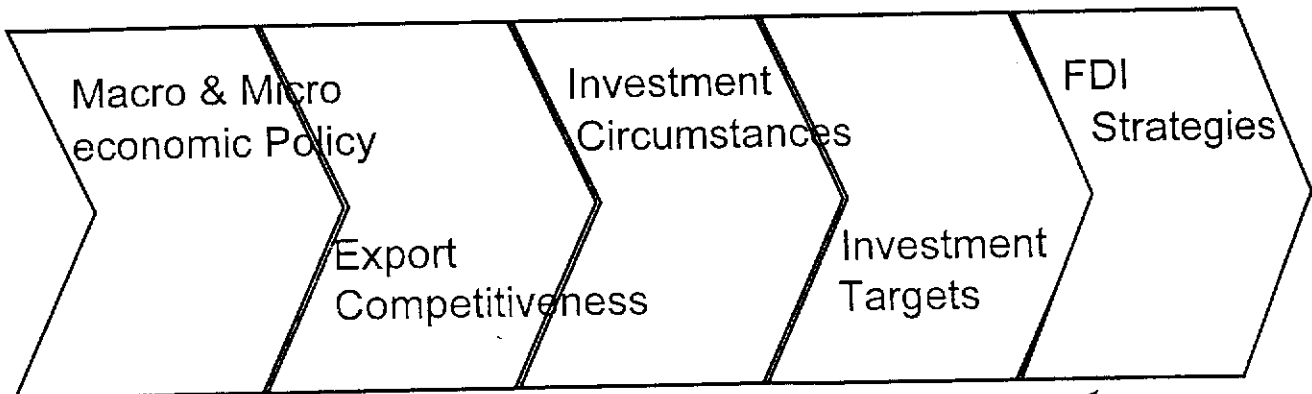 Macro & Micro
economic Policy
Export
Competitiveness
Investment
Circumstances
Investment
Targets
FDI
Strategies